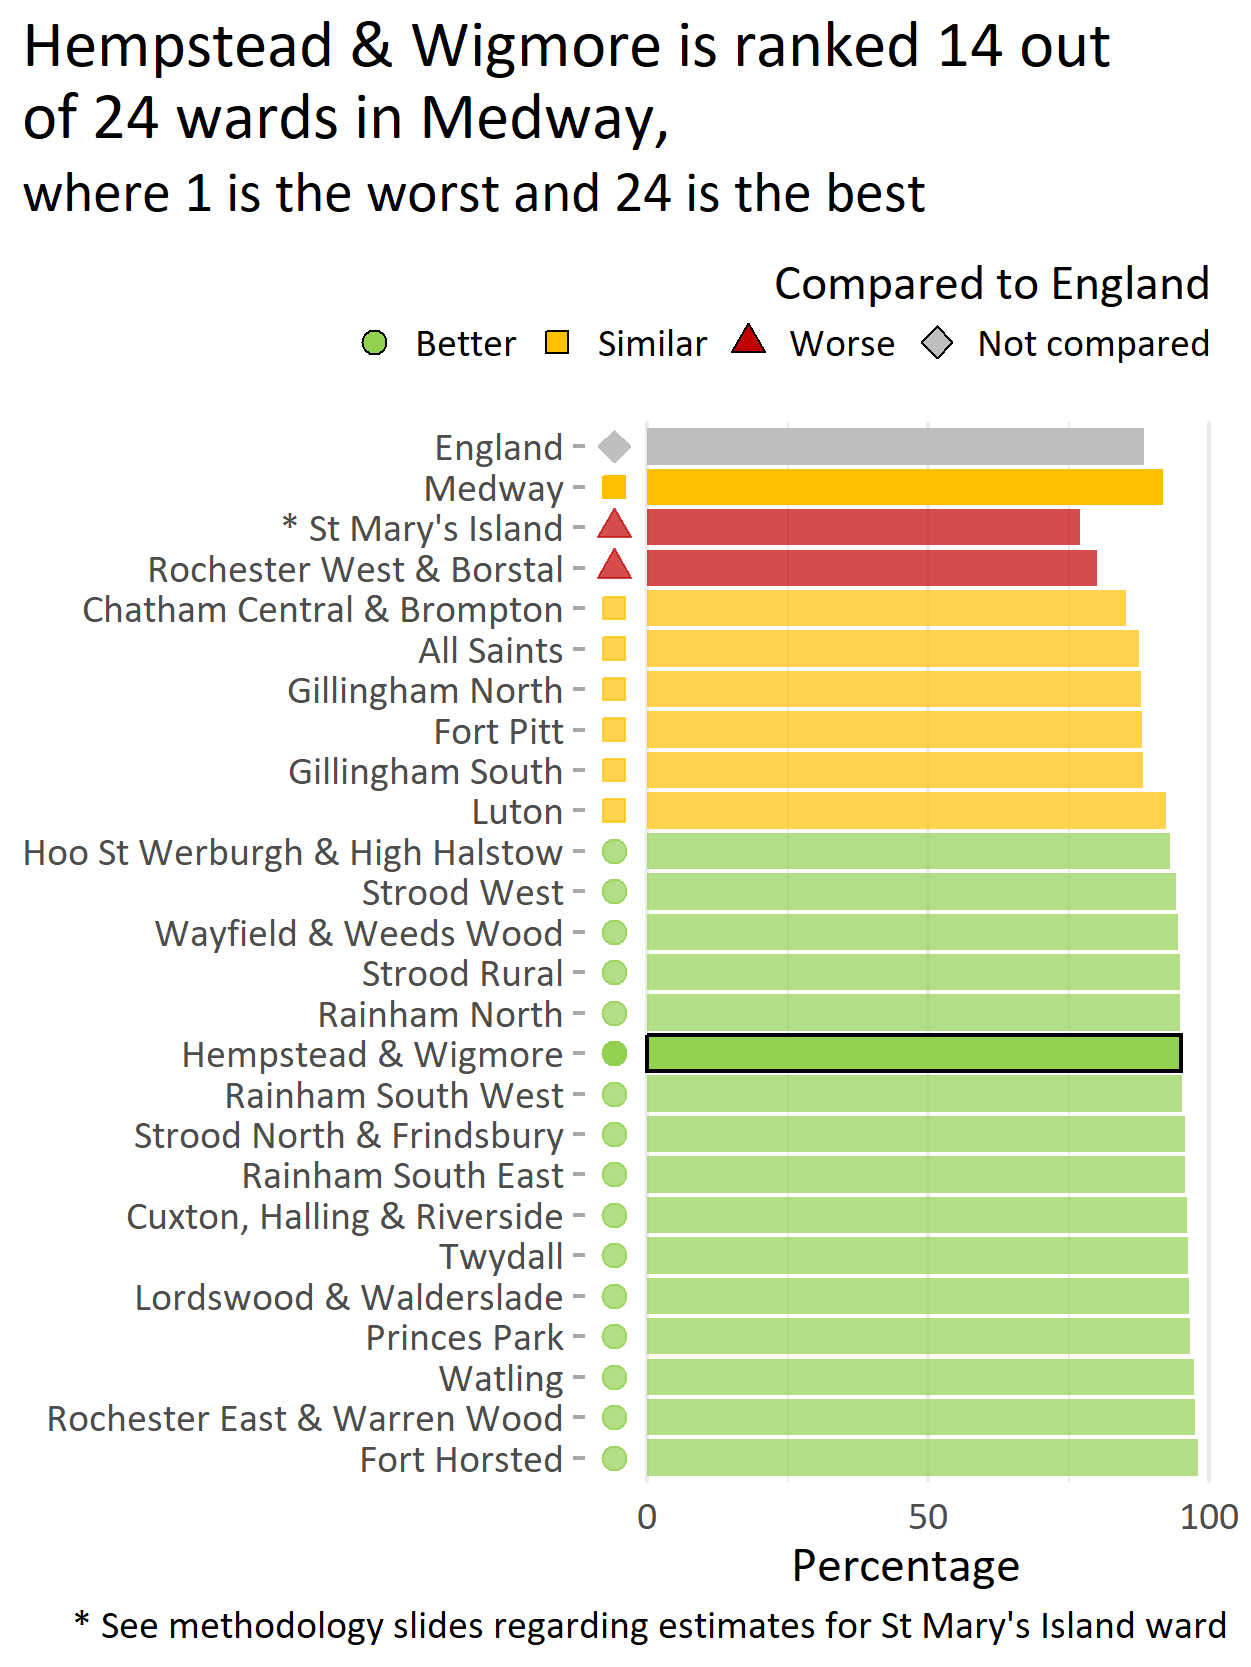 Hempstead & Wigmore is ranked 14 out
of 24 wards in Medway,
where 1 is the worst and 24 is the best
Compared to England
Better Similar Worse Not compared
England
Medway
* St Mary's Island
Rochester West & Borstal
Chatham Central & Brompton
All Saints
Gillingham North
Fort Pitt
Gillingham South
Luton
Hoo St Werburgh & High Halstow
Strood West
Wayfield & Weeds Wood
Strood Rural
Rainham North
Hempstead & Wigmore
Rainham South West
Strood North & Frindsbury
Rainham South East
Cuxton, Halling & Riverside
Twydall
Lordswood & Walderslade
Princes Park
Watling
Rochester East & Warren Wood
Fort Horsted
0 50 100
Percentage
* See methodology slides regarding estimates for St Mary's Island ward